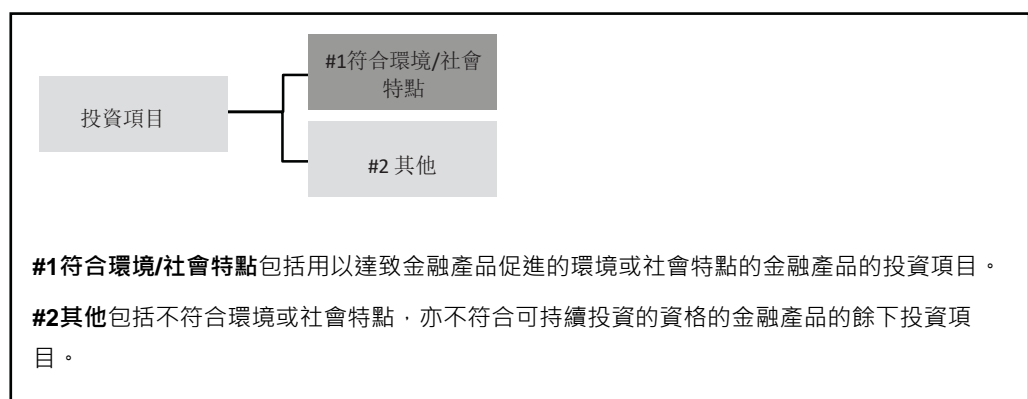 #1符合環境/社會
特點
投資項目
#2 其他
#1符合環境/社會特點包括用以達致金融產品促進的環境或社會特點的金融產品的投資項目。
#2其他包括不符合環境或社會特點，亦不符合可持續投資的資格的金融產品的餘下投資項
目。